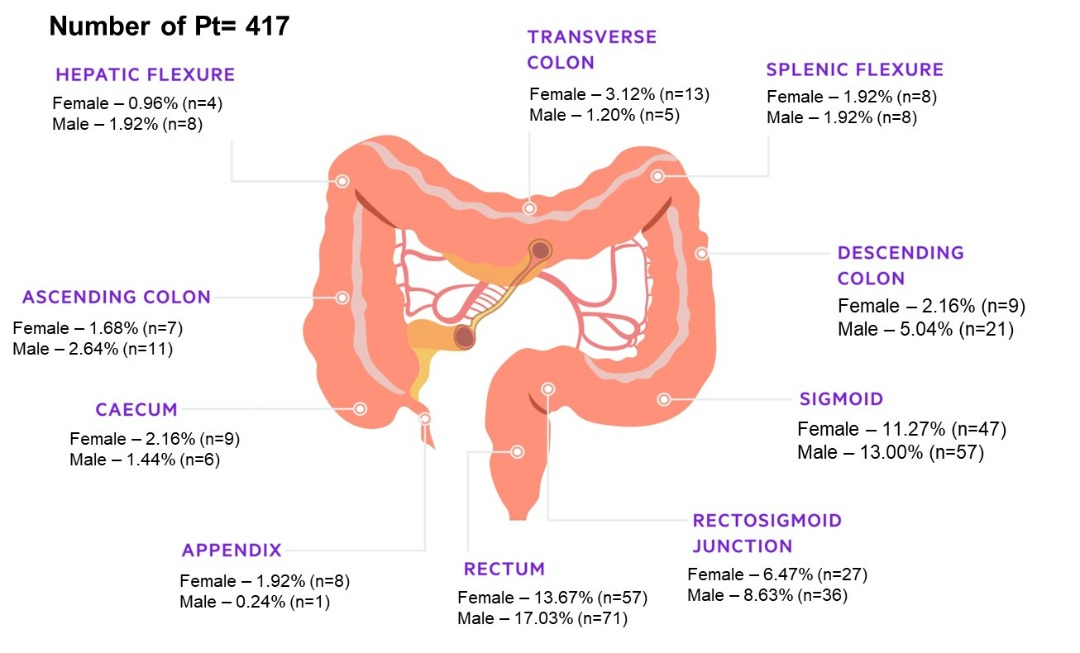 Number of Pt= 417
HEPATIC FLEXURE
Female – 0.96% (n=4)
Male – 1.92% (n=8)
TRANSVERSE
COLON
Female – 3.12% (n=13)
Male – 1.20% (n=5)
SPLENIC FLEXURE
Female – 1.92% (n=8)
Male – 1.92% (n=8)
DESCENDING
COLON
Female – 2.16% (n=9)
Male – 5.04% (n=21)
ASCENDING COLON
Female – 1.68% (n=7)
Male – 2.64% (n=11)
CAECUM
Female – 2.16% (n=9)
Male – 1.44% (n=6)
SIGMOID
Female – 11.27% (n=47)
Male – 13.00% (n=57)
APPENDIX
Female – 1.92% (n=8)
Male – 0.24% (n=1)
RECTUM
Female – 13.67% (n=57)
Male – 17.03% (n=71)
RECTOSIGMOID
JUNCTION
Female – 6.47% (n=27)
Male – 8.63% (n=36)